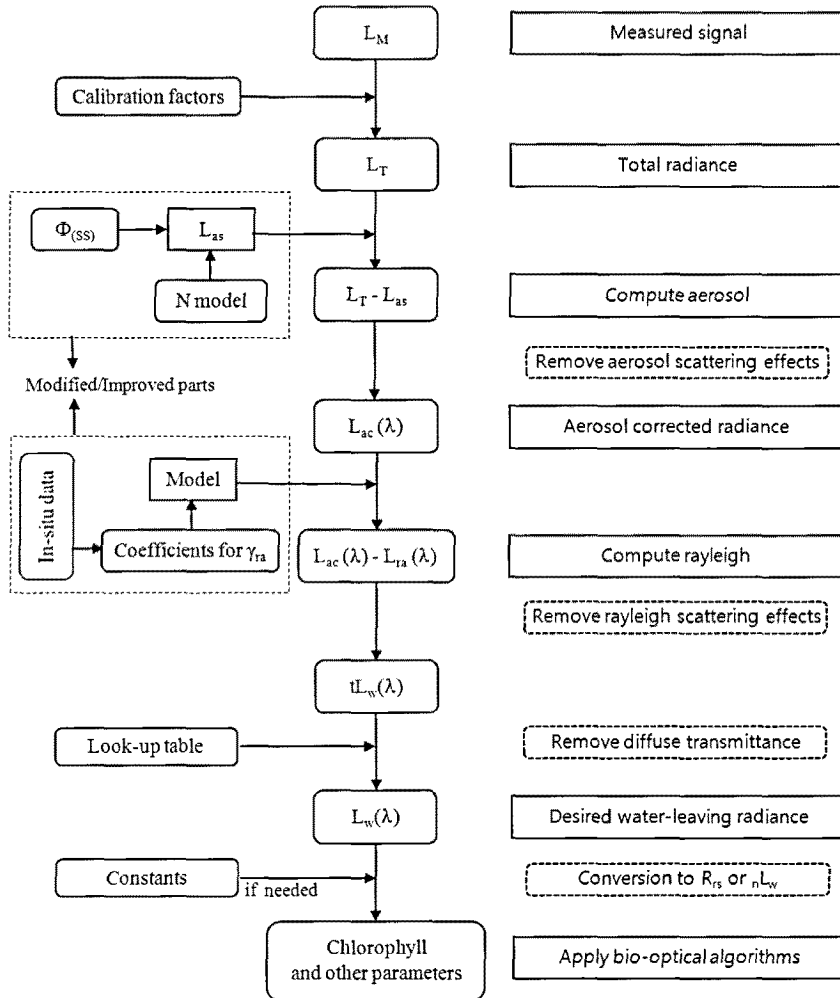 L_M
Measured signal
Calibration factors
L_T
Total radiance
Φ_(SS)
L_as
N model
L_T - L_as
Compute aerosol
Remove aerosol scattering effects
Modified/Improved parts
L_ac (λ)
Aerosol corrected radiance
In-situ data
Model
Coefficients for γ_ra
L_ac (λ) - L_ra (λ)
Compute rayleigh
Remove rayleigh scattering effects
tL_w(λ)
Look-up table
Remove diffuse transmittance
L_w(λ)
Desired water-leaving radiance
Constants
if needed
Conversion to R_rs or _nL_w
Chlorophyll
and other parameters
Apply bio-optical algorithms